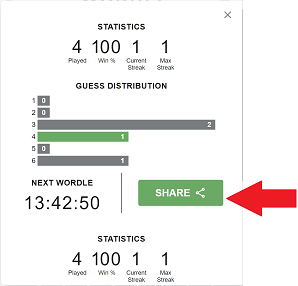 STATISTICS
4 100 1 1
Played Win % Current Streak Max Streak
GUESS DISTRIBUTION
1 0
2 0
3 2
4 1
5 0
6 1
NEXT WORDLE
13:42:50
SHARE
STATISTICS
4 100 1 1
Played Win % Current Streak Max Streak